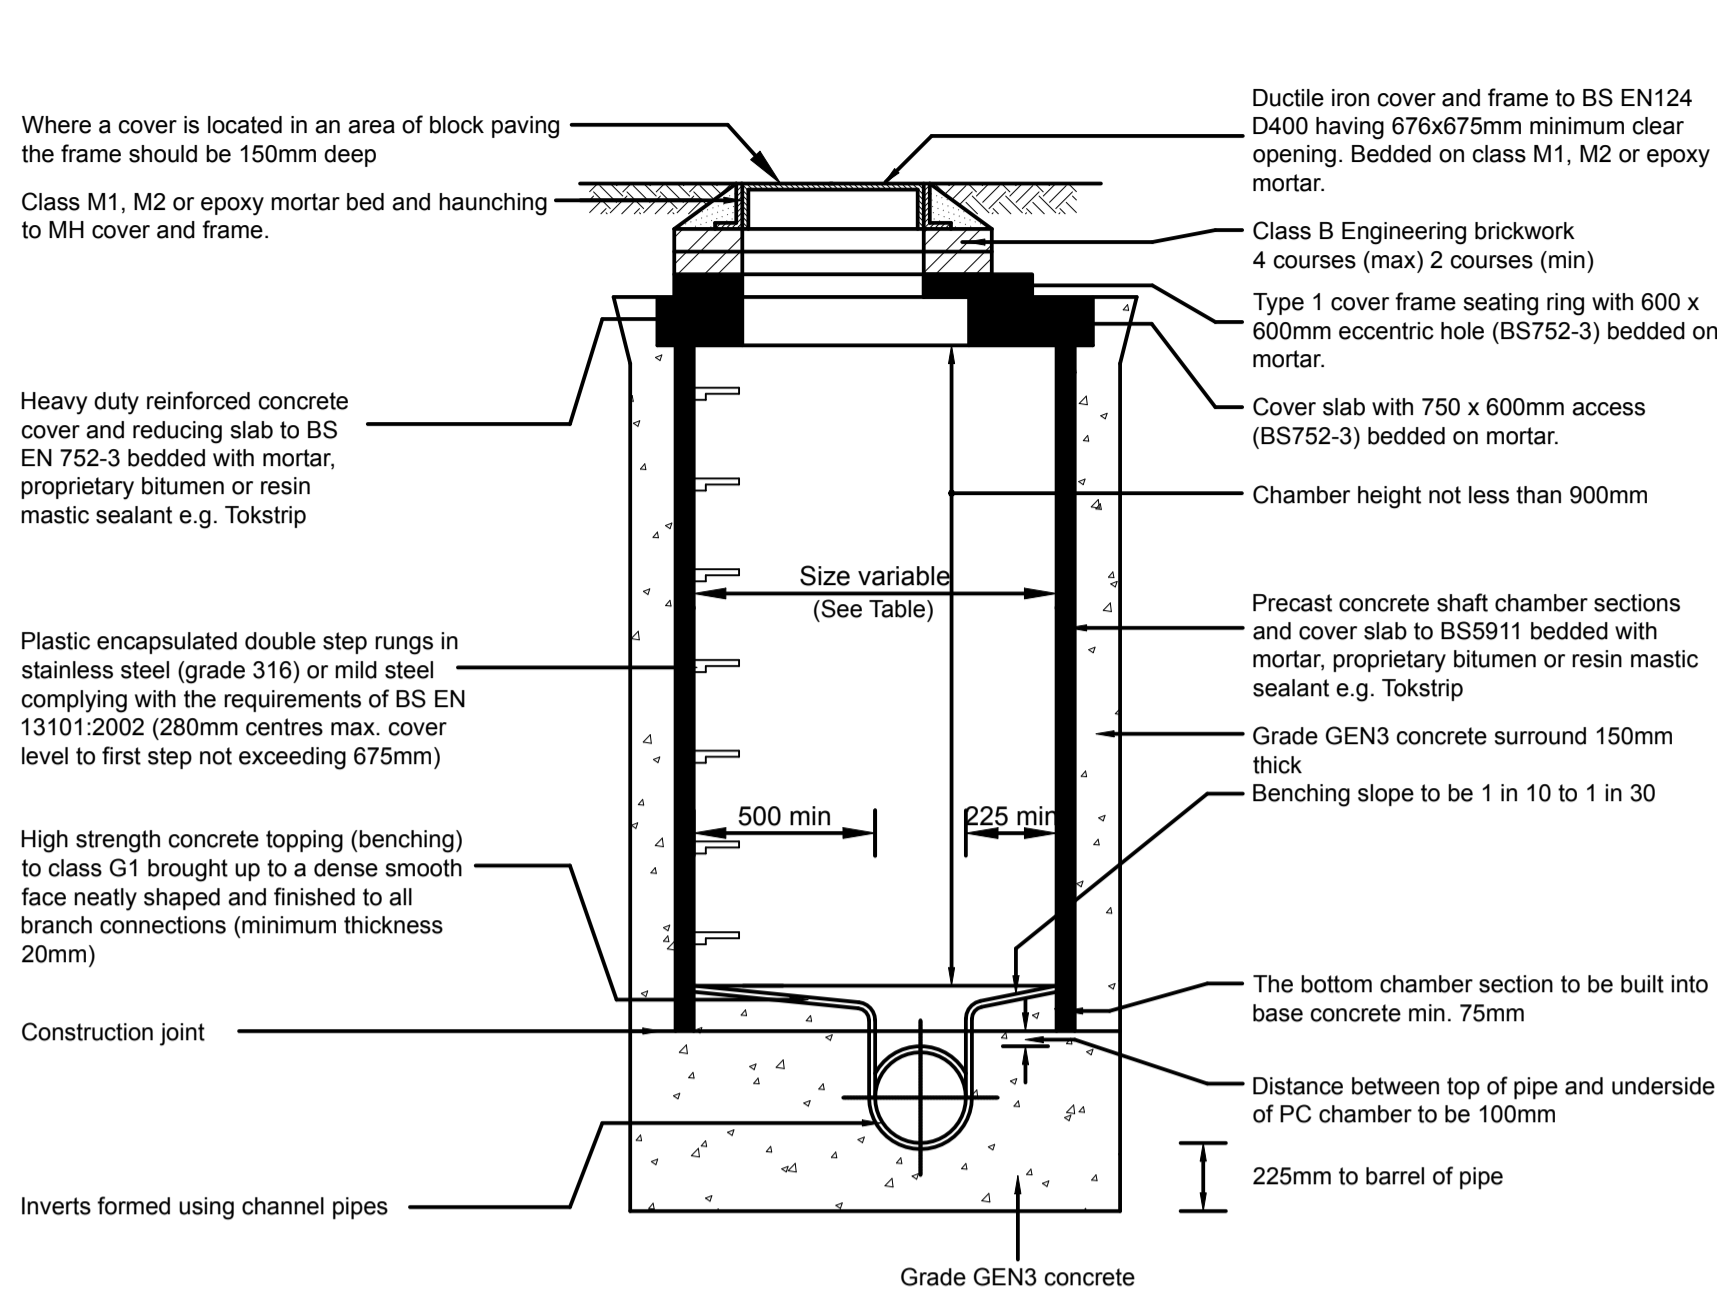 Where a cover is located in an area of block paving
the frame should be 150mm deep
Class M1, M2 or epoxy mortar bed and haunching
to MH cover and frame.
Heavy duty reinforced concrete
cover and reducing slab to BS
EN 752-3 bedded with mortar,
proprietary bitumen or resin
mastic sealant e.g. Tokstrip
Plastic encapsulated double step rungs in
stainless steel (grade 316) or mild steel
complying with the requirements of BS EN
13101:2002 (280mm centres max. cover
level to first step not exceeding 675mm)
High strength concrete topping (benching)
to class G1 brought up to a dense smooth
face neatly shaped and finished to all
branch connections (minimum thickness
20mm)
Construction joint
Inverts formed using channel pipes
Size variable
(See Table)
500 min
225 min
Ductile iron cover and frame to BS EN124
D400 having 676x675mm minimum clear
opening. Bedded on class M1, M2 or epoxy
mortar.
Class B Engineering brickwork
4 courses (max) 2 courses (min)
Type 1 cover frame seating ring with 600 x
600mm eccentric hole (BS752-3) bedded on
mortar.
Cover slab with 750 x 600mm access
(BS752-3) bedded on mortar.
Chamber height not less than 900mm
Precast concrete shaft chamber sections
and cover slab to BS5911 bedded with
mortar, proprietary bitumen or resin mastic
sealant e.g. Tokstrip
Grade GEN3 concrete surround 150mm
thick
Benching slope to be 1 in 10 to 1 in 30
The bottom chamber section to be built into
base concrete min. 75mm
Distance between top of pipe and underside
of PC chamber to be 100mm
225mm to barrel of pipe
Grade GEN3 concrete